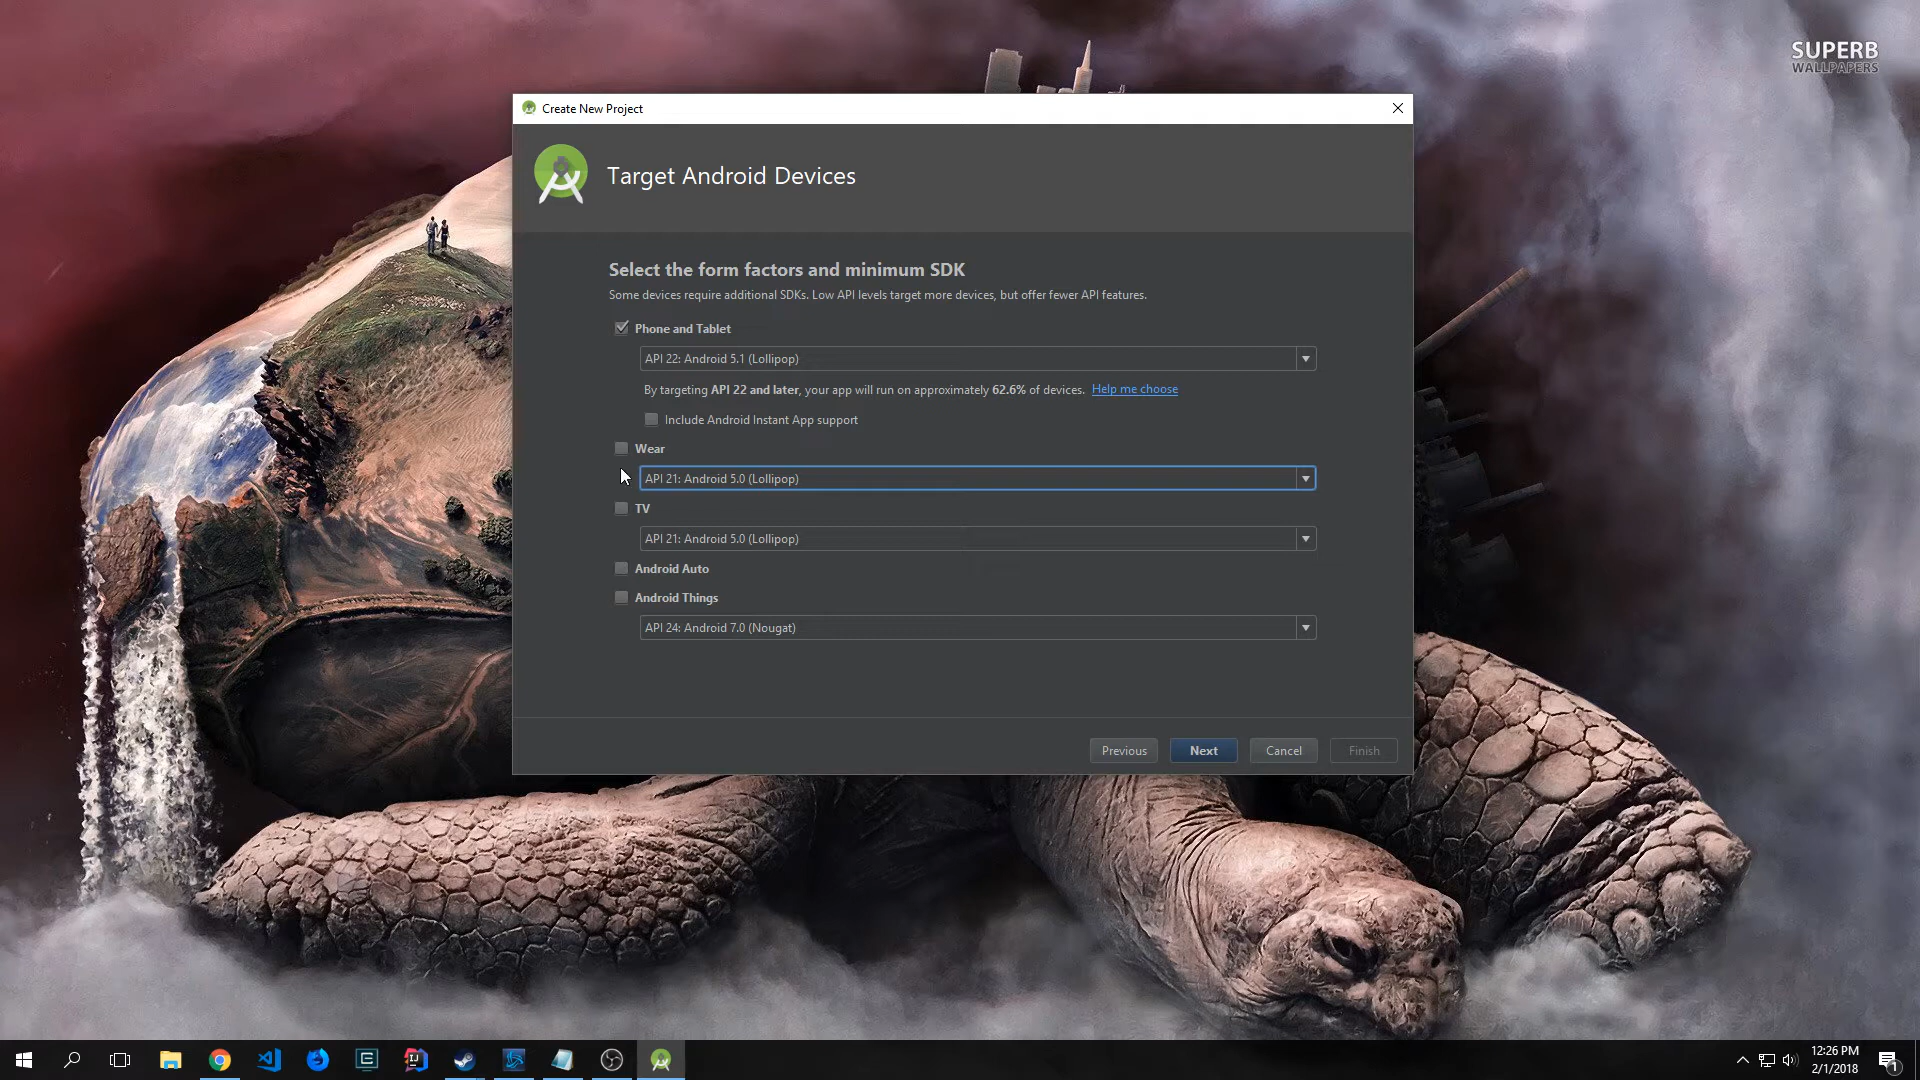 SUPERB
WALLPAPERS
Create New Project
Target Android Devices
Select the form factors and minimum SDK
Some devices require additional SDKs. Low API levels target more devices, but offer fewer API features.
Phone and Tablet
API 22: Android 5.1 (Lollipop)
By targeting API 22 and later, your app will run on approximately 62.6% of devices. Help me choose
Include Android Instant App support
Wear
API 21: Android 5.0 (Lollipop)
TV
API 21: Android 5.0 (Lollipop)
Android Auto
Android Things
API 24: Android 7.0 (Nougat)
Previous
Next
Cancel
Finish
12:26 PM
2/1/2018
1